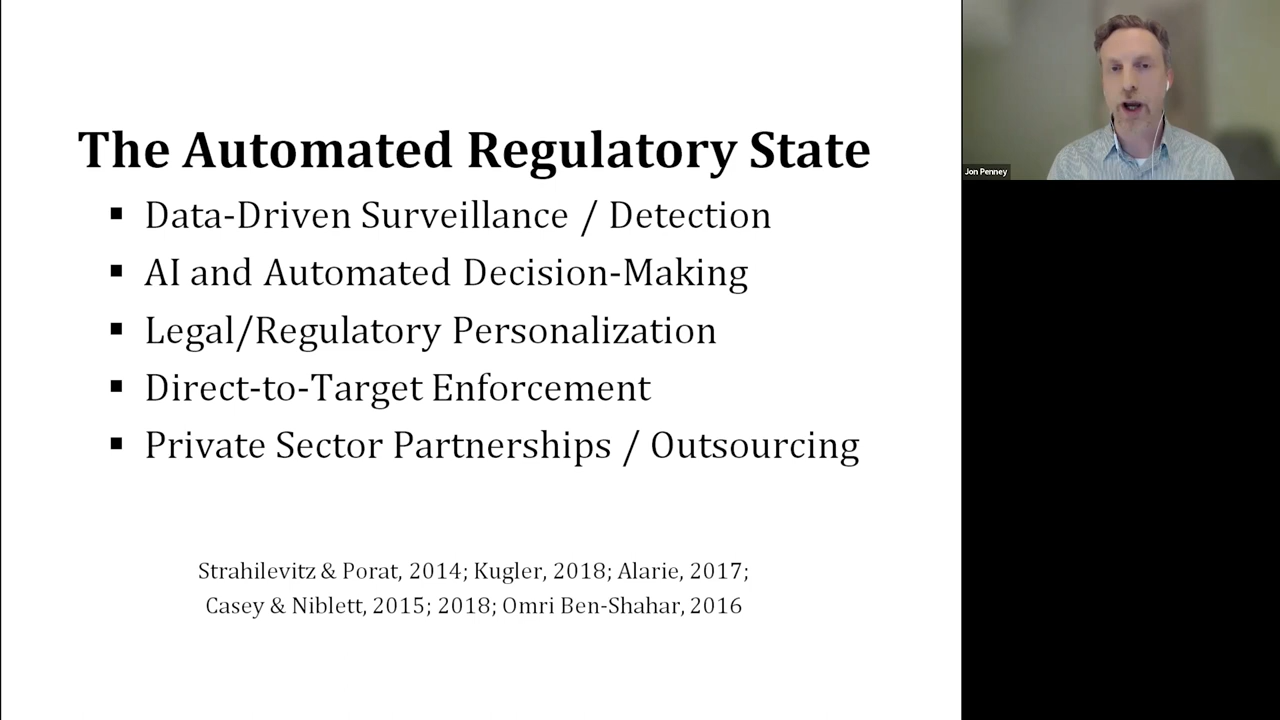 The Automated Regulatory State
▪ Data-Driven Surveillance / Detection
▪ AI and Automated Decision-Making
▪ Legal/Regulatory Personalization
▪ Direct-to-Target Enforcement
▪ Private Sector Partnerships / Outsourcing
Strahilevitz & Porat, 2014; Kugler, 2018; Alarie, 2017;
Casey & Niblett, 2015; 2018; Omri Ben-Shahar, 2016
Jon Penney